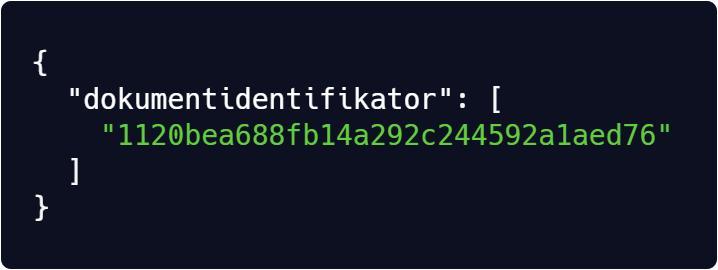 {
  "dokumentidentifikator": [
    "1120bea688fb14a292c244592a1aed76"
  ]
}